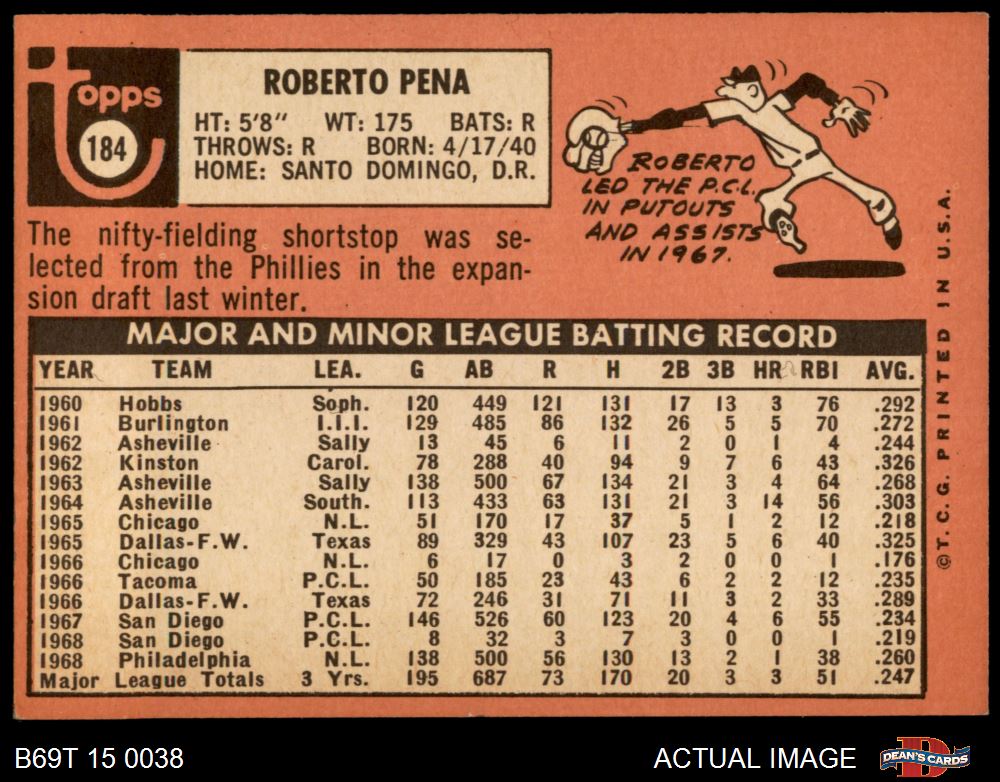 topps
184
ROBERTO PENA
HT: 5'8" WT: 175 BATS: R
THROWS: R BORN: 4/17/40
HOME: SANTO DOMINGO, D.R.
ROBERTO
LED THE P.C.L.
IN PUTOUTS
AND ASSISTS
IN 1967.
The nifty-fielding shortstop was se-
lected from the Phillies in the expan-
sion draft last winter.
MAJOR AND MINOR LEAGUE BATTING RECORD
YEAR TEAM LEA. G AB R H 2B 3B HR RBI AVG.
1960 Hobbs Soph. 120 449 121 131 17 13 3 76 .292
1961 Burlington I.I.I. 129 485 86 132 26 5 5 70 .272
1962 Asheville Sally 13 45 6 11 2 0 1 4 .244
1962 Kinston Carol. 78 288 40 94 9 7 6 43 .326
1963 Asheville Sally 138 500 67 134 21 3 4 64 .268
1964 Asheville South. 113 433 63 131 21 3 14 56 .303
1965 Chicago N.L. 51 170 17 37 5 1 2 12 .218
1965 Dallas-F.W. Texas 89 329 43 107 23 5 6 40 .325
1966 Chicago N.L. 6 17 0 3 2 0 0 1 .176
1966 Tacoma P.C.L. 50 185 23 43 6 2 2 12 .235
1966 Dallas-F.W. Texas 72 246 31 71 11 3 2 33 .289
1967 San Diego P.C.L. 146 526 60 123 20 4 6 55 .234
1968 San Diego P.C.L. 8 32 3 7 3 0 0 1 .219
1968 Philadelphia N.L. 138 500 56 130 13 2 1 38 .260
Major League Totals 3 Yrs. 195 687 73 170 20 3 3 51 .247
©T.C.G. PRINTED IN U.S.A.
B69T 15 0038
ACTUAL IMAGE
DEAN'S CARDS